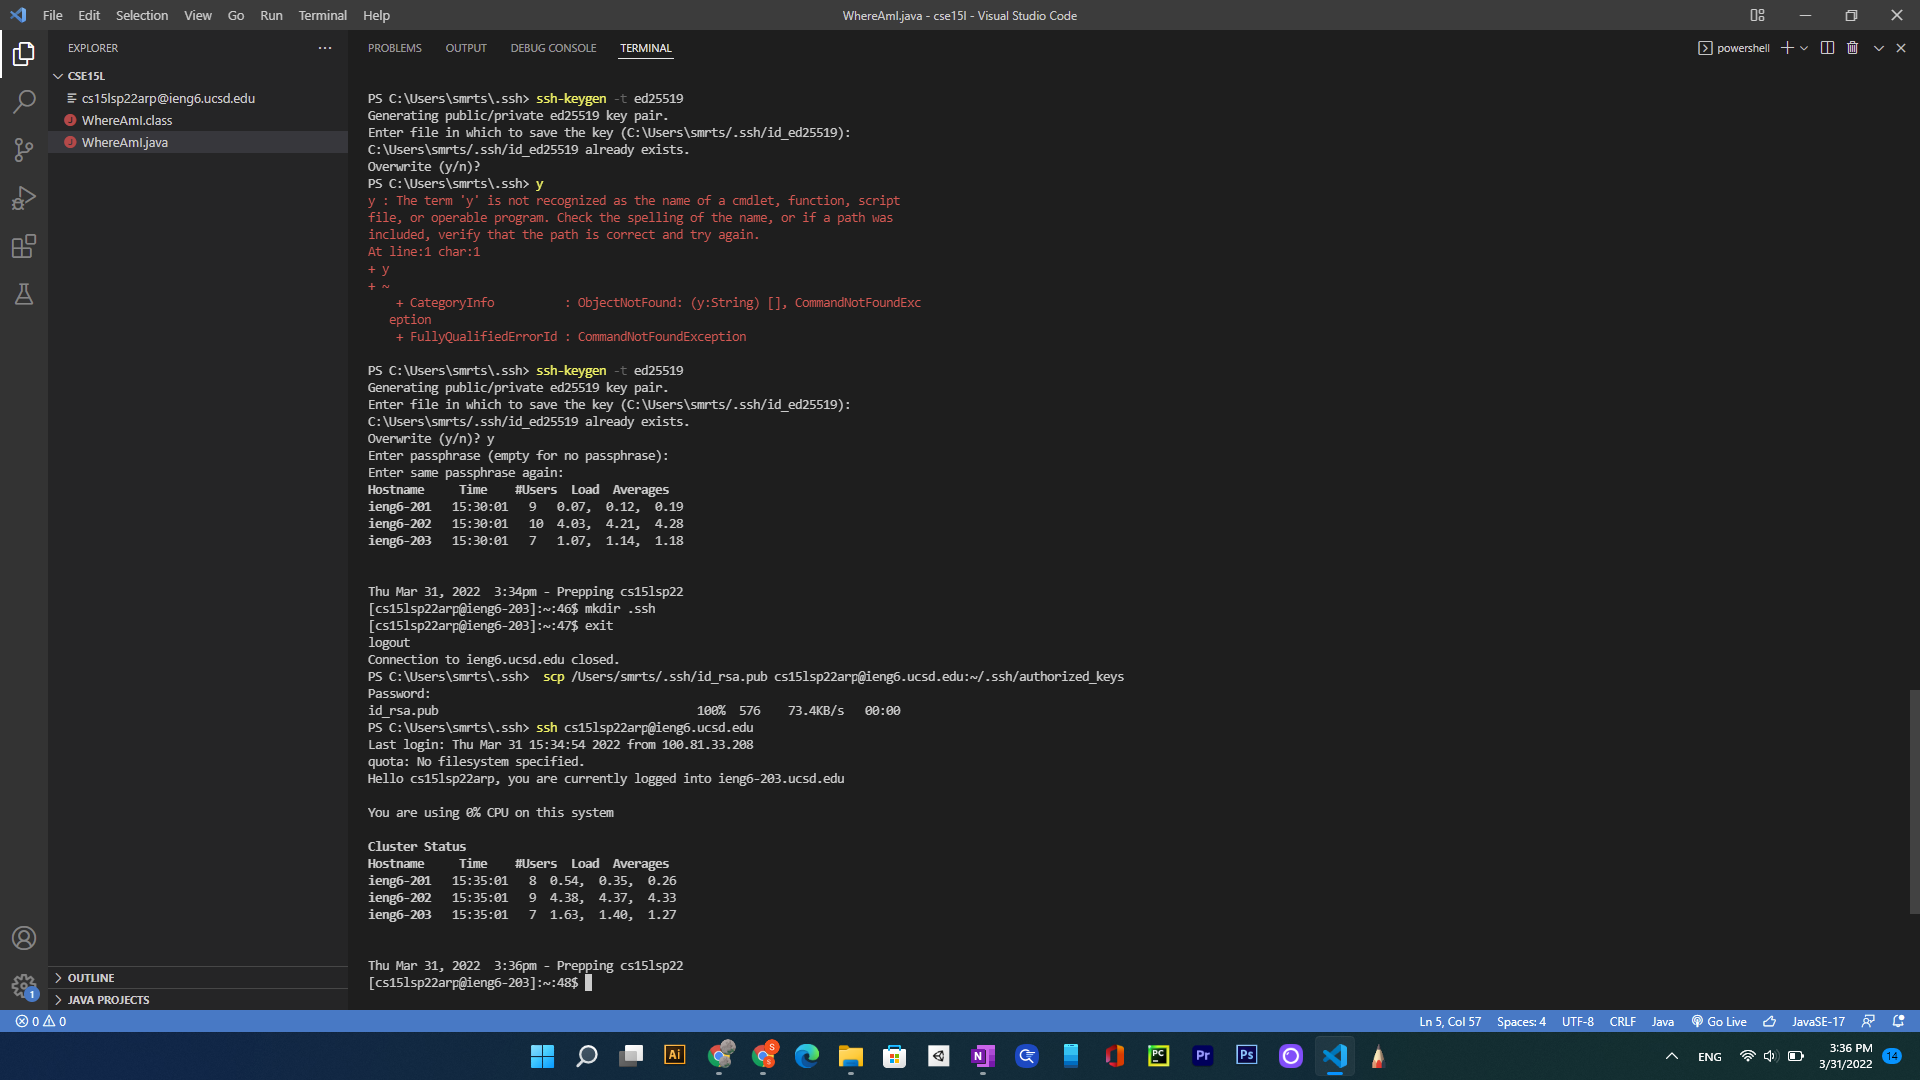 File Edit Selection View Go Run Terminal Help
WhereAmI.java - cse15l - Visual Studio Code
EXPLORER
CSE15L
cs15lsp22arp@ieng6.ucsd.edu
WhereAmI.class
WhereAmI.java
OUTLINE
JAVA PROJECTS
PROBLEMS OUTPUT DEBUG CONSOLE TERMINAL
powershell
PS C:\Users\smrts\.ssh> ssh-keygen -t ed25519
Generating public/private ed25519 key pair.
Enter file in which to save the key (C:\Users\smrts/.ssh/id_ed25519):
C:\Users\smrts/.ssh/id_ed25519 already exists.
Overwrite (y/n)?
PS C:\Users\smrts\.ssh> y
y : The term 'y' is not recognized as the name of a cmdlet, function, script
file, or operable program. Check the spelling of the name, or if a path was
included, verify that the path is correct and try again.
At line:1 char:1
+ y
+ ~
+ CategoryInfo : ObjectNotFound: (y:String) [], CommandNotFoundExc
eption
+ FullyQualifiedErrorId : CommandNotFoundException
PS C:\Users\smrts\.ssh> ssh-keygen -t ed25519
Generating public/private ed25519 key pair.
Enter file in which to save the key (C:\Users\smrts/.ssh/id_ed25519):
C:\Users\smrts/.ssh/id_ed25519 already exists.
Overwrite (y/n)? y
Enter passphrase (empty for no passphrase):
Enter same passphrase again:
Hostname Time #Users Load Averages
ieng6-201 15:30:01 9 0.07, 0.12, 0.19
ieng6-202 15:30:01 10 4.03, 4.21, 4.28
ieng6-203 15:30:01 7 1.07, 1.14, 1.18
Thu Mar 31, 2022 3:34pm - Prepping cs15lsp22
[cs15lsp22arp@ieng6-203]:~:46$ mkdir .ssh
[cs15lsp22arp@ieng6-203]:~:47$ exit
logout
Connection to ieng6.ucsd.edu closed.
PS C:\Users\smrts\.ssh> scp /Users/smrts/.ssh/id_rsa.pub cs15lsp22arp@ieng6.ucsd.edu:~/.ssh/authorized_keys
Password:
id_rsa.pub 100% 576 73.4KB/s 00:00
PS C:\Users\smrts\.ssh> ssh cs15lsp22arp@ieng6.ucsd.edu
Last login: Thu Mar 31 15:34:54 2022 from 100.81.33.208
quota: No filesystem specified.
Hello cs15lsp22arp, you are currently logged into ieng6-203.ucsd.edu
You are using 0% CPU on this system
Cluster Status
Hostname Time #Users Load Averages
ieng6-201 15:35:01 8 0.54, 0.35, 0.26
ieng6-202 15:35:01 9 4.38, 4.37, 4.33
ieng6-203 15:35:01 7 1.63, 1.40, 1.27
Thu Mar 31, 2022 3:36pm - Prepping cs15lsp22
[cs15lsp22arp@ieng6-203]:~:48$
1
0 0
Ln 5, Col 57 Spaces: 4 UTF-8 CRLF Java Go Live JavaSE-17
Ai S N PC Pr Ps
ENG
3:36 PM
3/31/2022
14